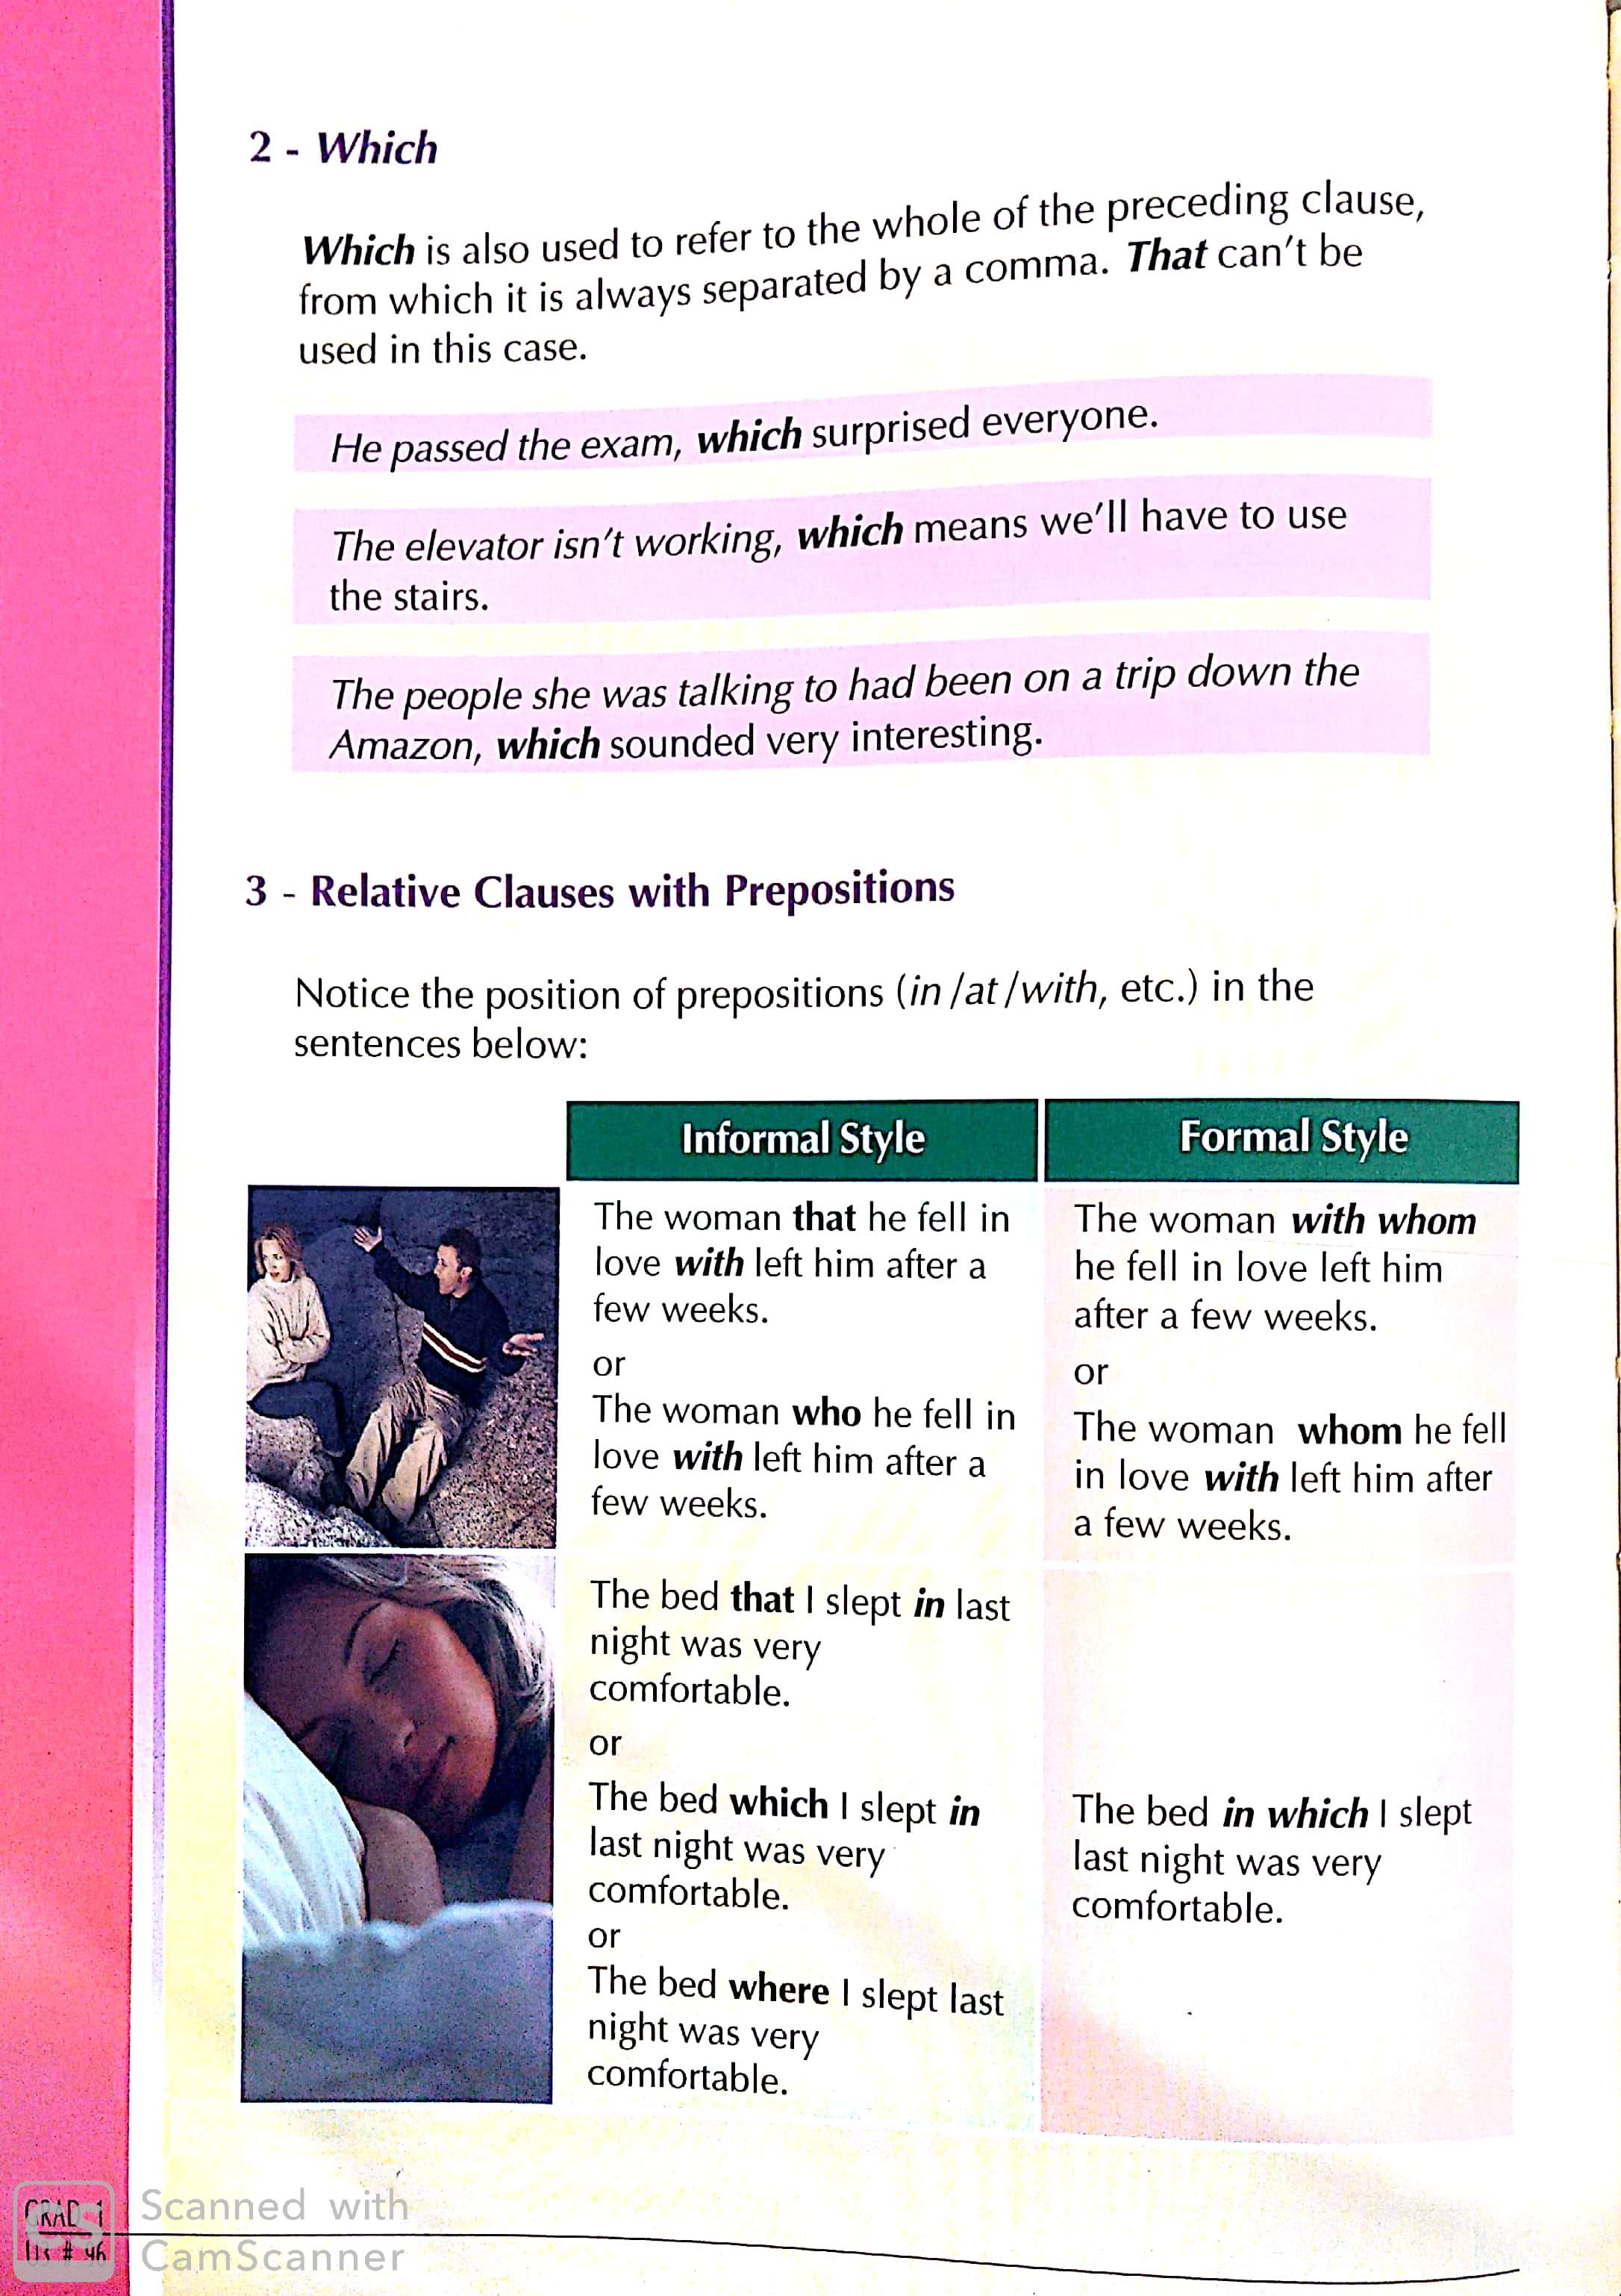 2 - Which
Which is also used to refer to the whole of the preceding clause,
from which it is always separated by a comma. That can't be
used in this case.
He passed the exam, which surprised everyone.
The elevator isn't working, which means we'll have to use
the stairs.
The people she was talking to had been on a trip down the
Amazon, which sounded very interesting.
3 - Relative Clauses with Prepositions
Notice the position of prepositions (in /at /with, etc.) in the
sentences below:
Informal Style
The woman that he fell in
love with left him after a
few weeks.
or
The woman who he fell in
love with left him after a
few weeks.
The bed that I slept in last
night was very
comfortable.
or
The bed which I slept in
last night was very
comfortable.
or
The bed where I slept last
night was very
comfortable.
Formal Style
The woman with whom
he fell in love left him
after a few weeks.
or
The woman whom he fell
in love with left him after
a few weeks.
The bed in which I slept
last night was very
comfortable.
CS
Scanned with
CamScanner